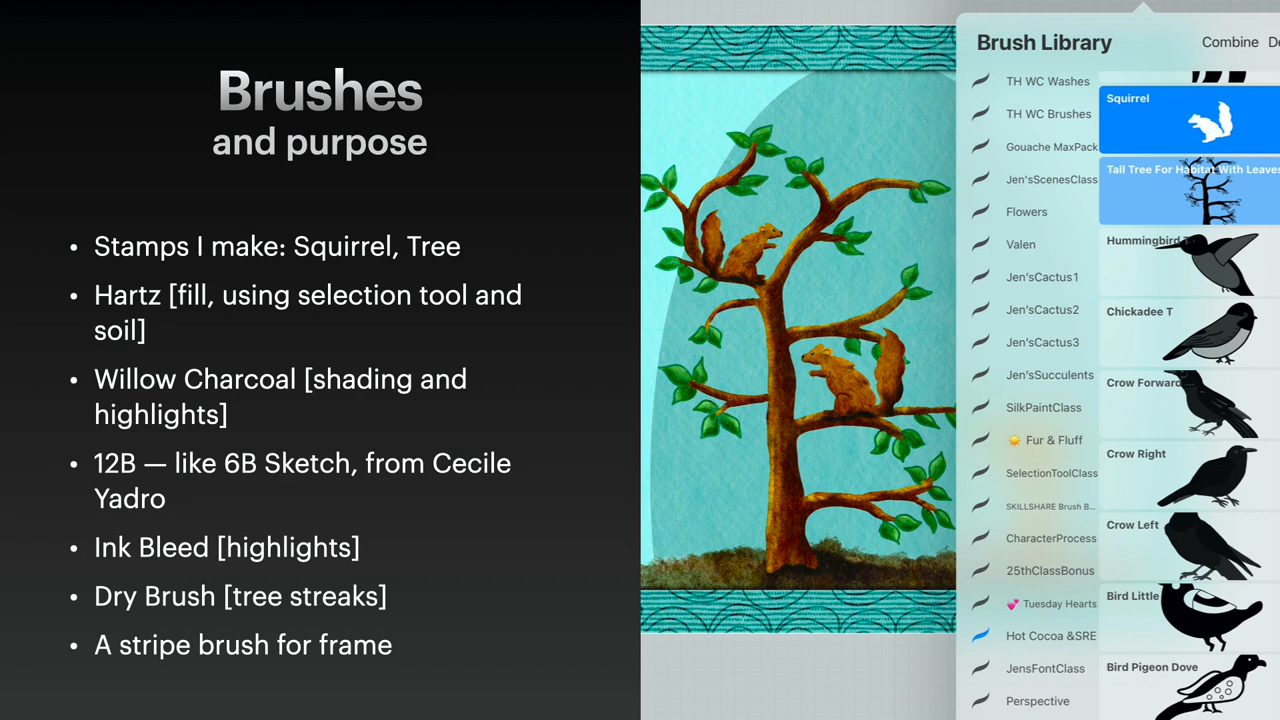 Brushes
and purpose
• Stamps I make: Squirrel, Tree
• Hartz [fill, using selection tool and
soil]
• Willow Charcoal [shading and
highlights]
• 12B — like 6B Sketch, from Cecile
Yadro
• Ink Bleed [highlights]
• Dry Brush [tree streaks]
• A stripe brush for frame
Brush Library
Combine
TH WC Washes
TH WC Brushes
Gouache MaxPack
Jen'sScenesClass
Flowers
Valen
Jen'sCactus1
Jen'sCactus2
Jen'sCactus3
Jen'sSucculents
SilkPaintClass
☀️ Fur & Fluff
SelectionToolClass
SKILLSHARE Brush B...
CharacterProcess
25thClassBonus
💕 Tuesday Hearts
Hot Cocoa &SRE
JensFontClass
Perspective
Squirrel
Tall Tree For Habitat With Leaves
Hummingbird T
Chickadee T
Crow Forward
Crow Right
Crow Left
Bird Little
Bird Pigeon Dove